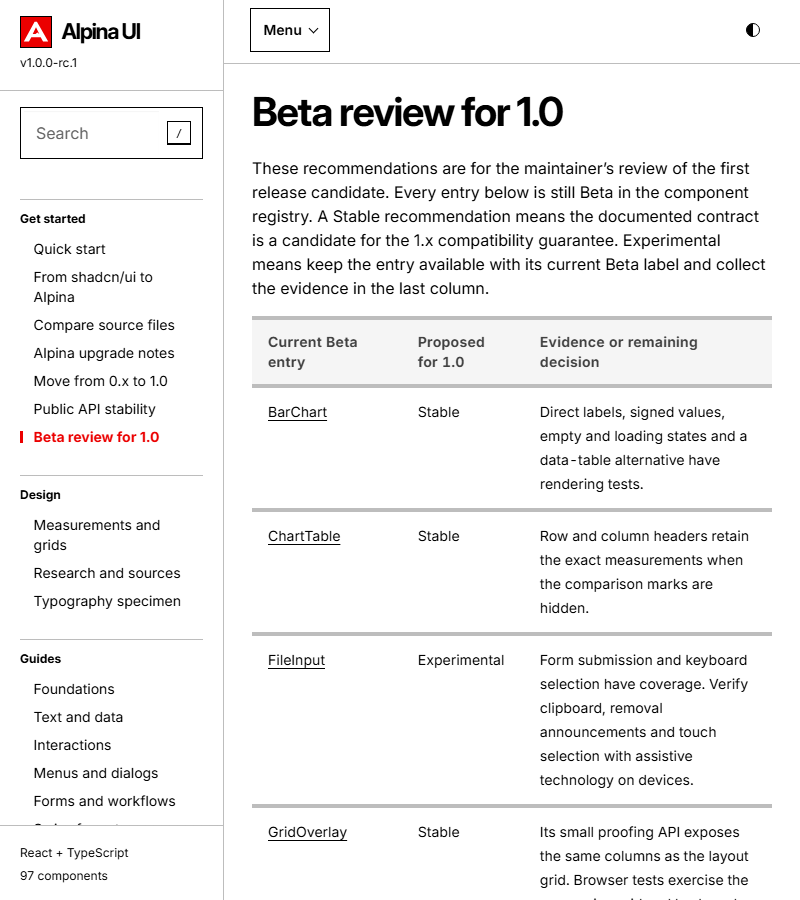 Alpina UI
v1.0.0-rc.1
Search
/
Get started
Quick start
From shadcn/ui to
Alpina
Compare source files
Alpina upgrade notes
Move from 0.x to 1.0
Public API stability
Beta review for 1.0
Design
Measurements and
grids
Research and sources
Typography specimen
Guides
Foundations
Text and data
Interactions
Menus and dialogs
Forms and workflows
React + TypeScript
97 components
Menu
Beta review for 1.0
These recommendations are for the maintainer’s review of the first
release candidate. Every entry below is still Beta in the component
registry. A Stable recommendation means the documented contract
is a candidate for the 1.x compatibility guarantee. Experimental
means keep the entry available with its current Beta label and collect
the evidence in the last column.
Current Beta
entry
Proposed
for 1.0
Evidence or remaining
decision
BarChart
Stable
Direct labels, signed values,
empty and loading states and a
data-table alternative have
rendering tests.
ChartTable
Stable
Row and column headers retain
the exact measurements when
the comparison marks are
hidden.
FileInput
Experimental
Form submission and keyboard
selection have coverage. Verify
clipboard, removal
announcements and touch
selection with assistive
technology on devices.
GridOverlay
Stable
Its small proofing API exposes
the same columns as the layout
grid. Browser tests exercise the